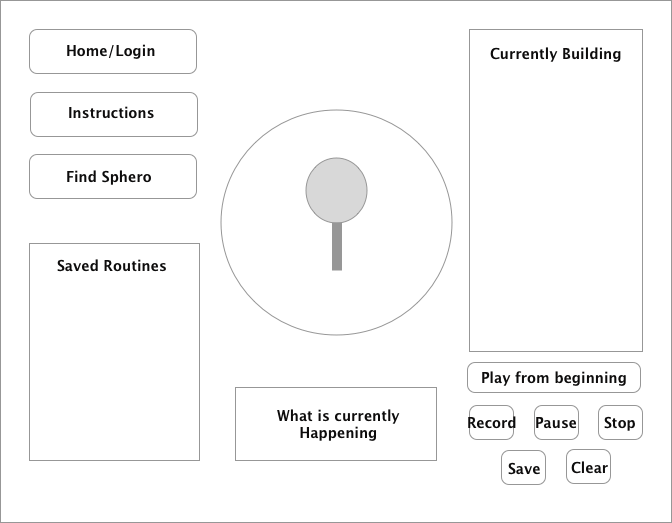 Home/Login
Instructions
Find Sphero
Saved Routines
What is currently
Happening
Currently Building
Play from beginning
Record
Pause
Stop
Save
Clear